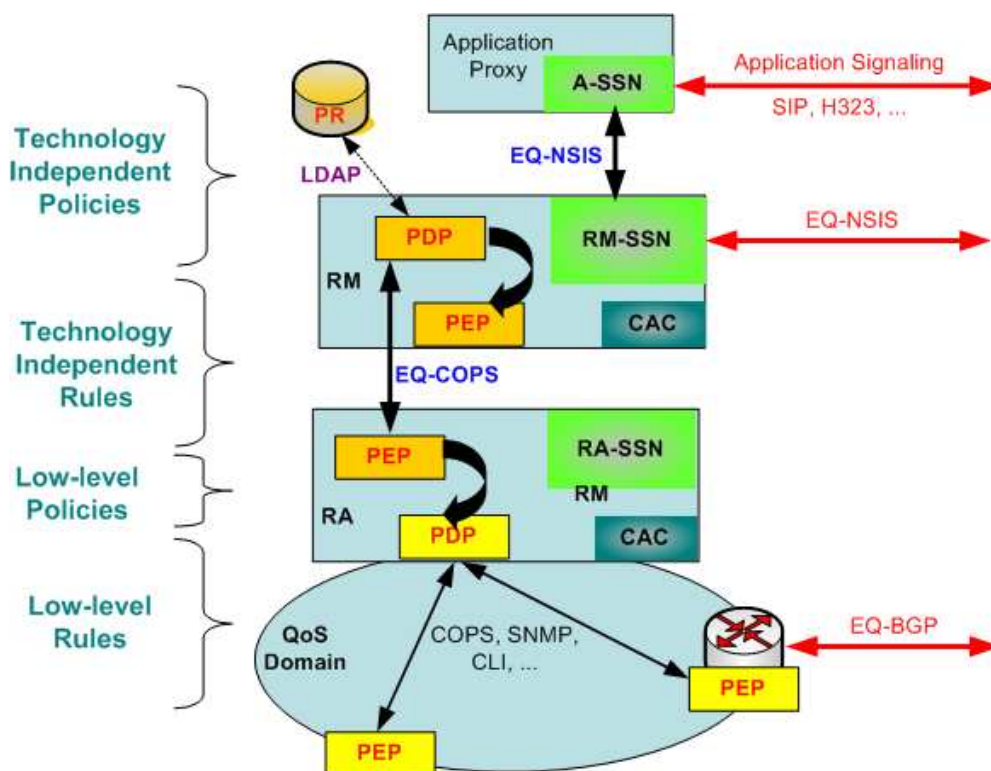 Application
Proxy
A-SSN
Application Signaling
SIP, H323, ...
PR
Technology
Independent
Policies
LDAP
EQ-NSIS
PDP
RM-SSN
EQ-NSIS
RM
PEP
CAC
Technology
Independent
Rules
EQ-COPS
PEP
RA-SSN
RM
Low-level
Policies
RA
PDP
CAC
Low-level
Rules
QoS
Domain
COPS, SNMP,
CLI, ...
EQ-BGP
PEP
PEP